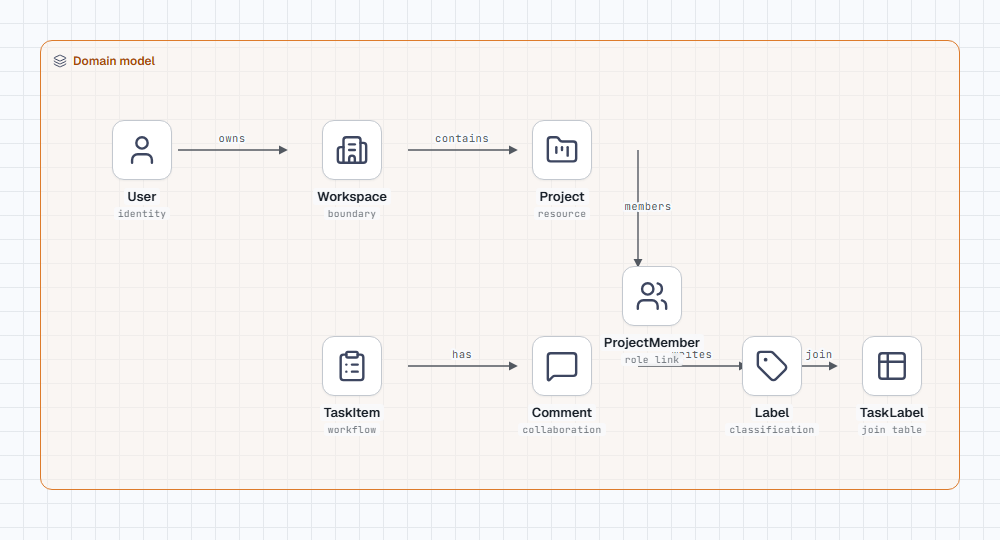 Domain model
owns
contains
User
identity
Workspace
boundary
Project
resource
members
ProjectMember
role link
has
join
TaskItem
workflow
Comment
collaboration
Label
classification
TaskLabel
join table